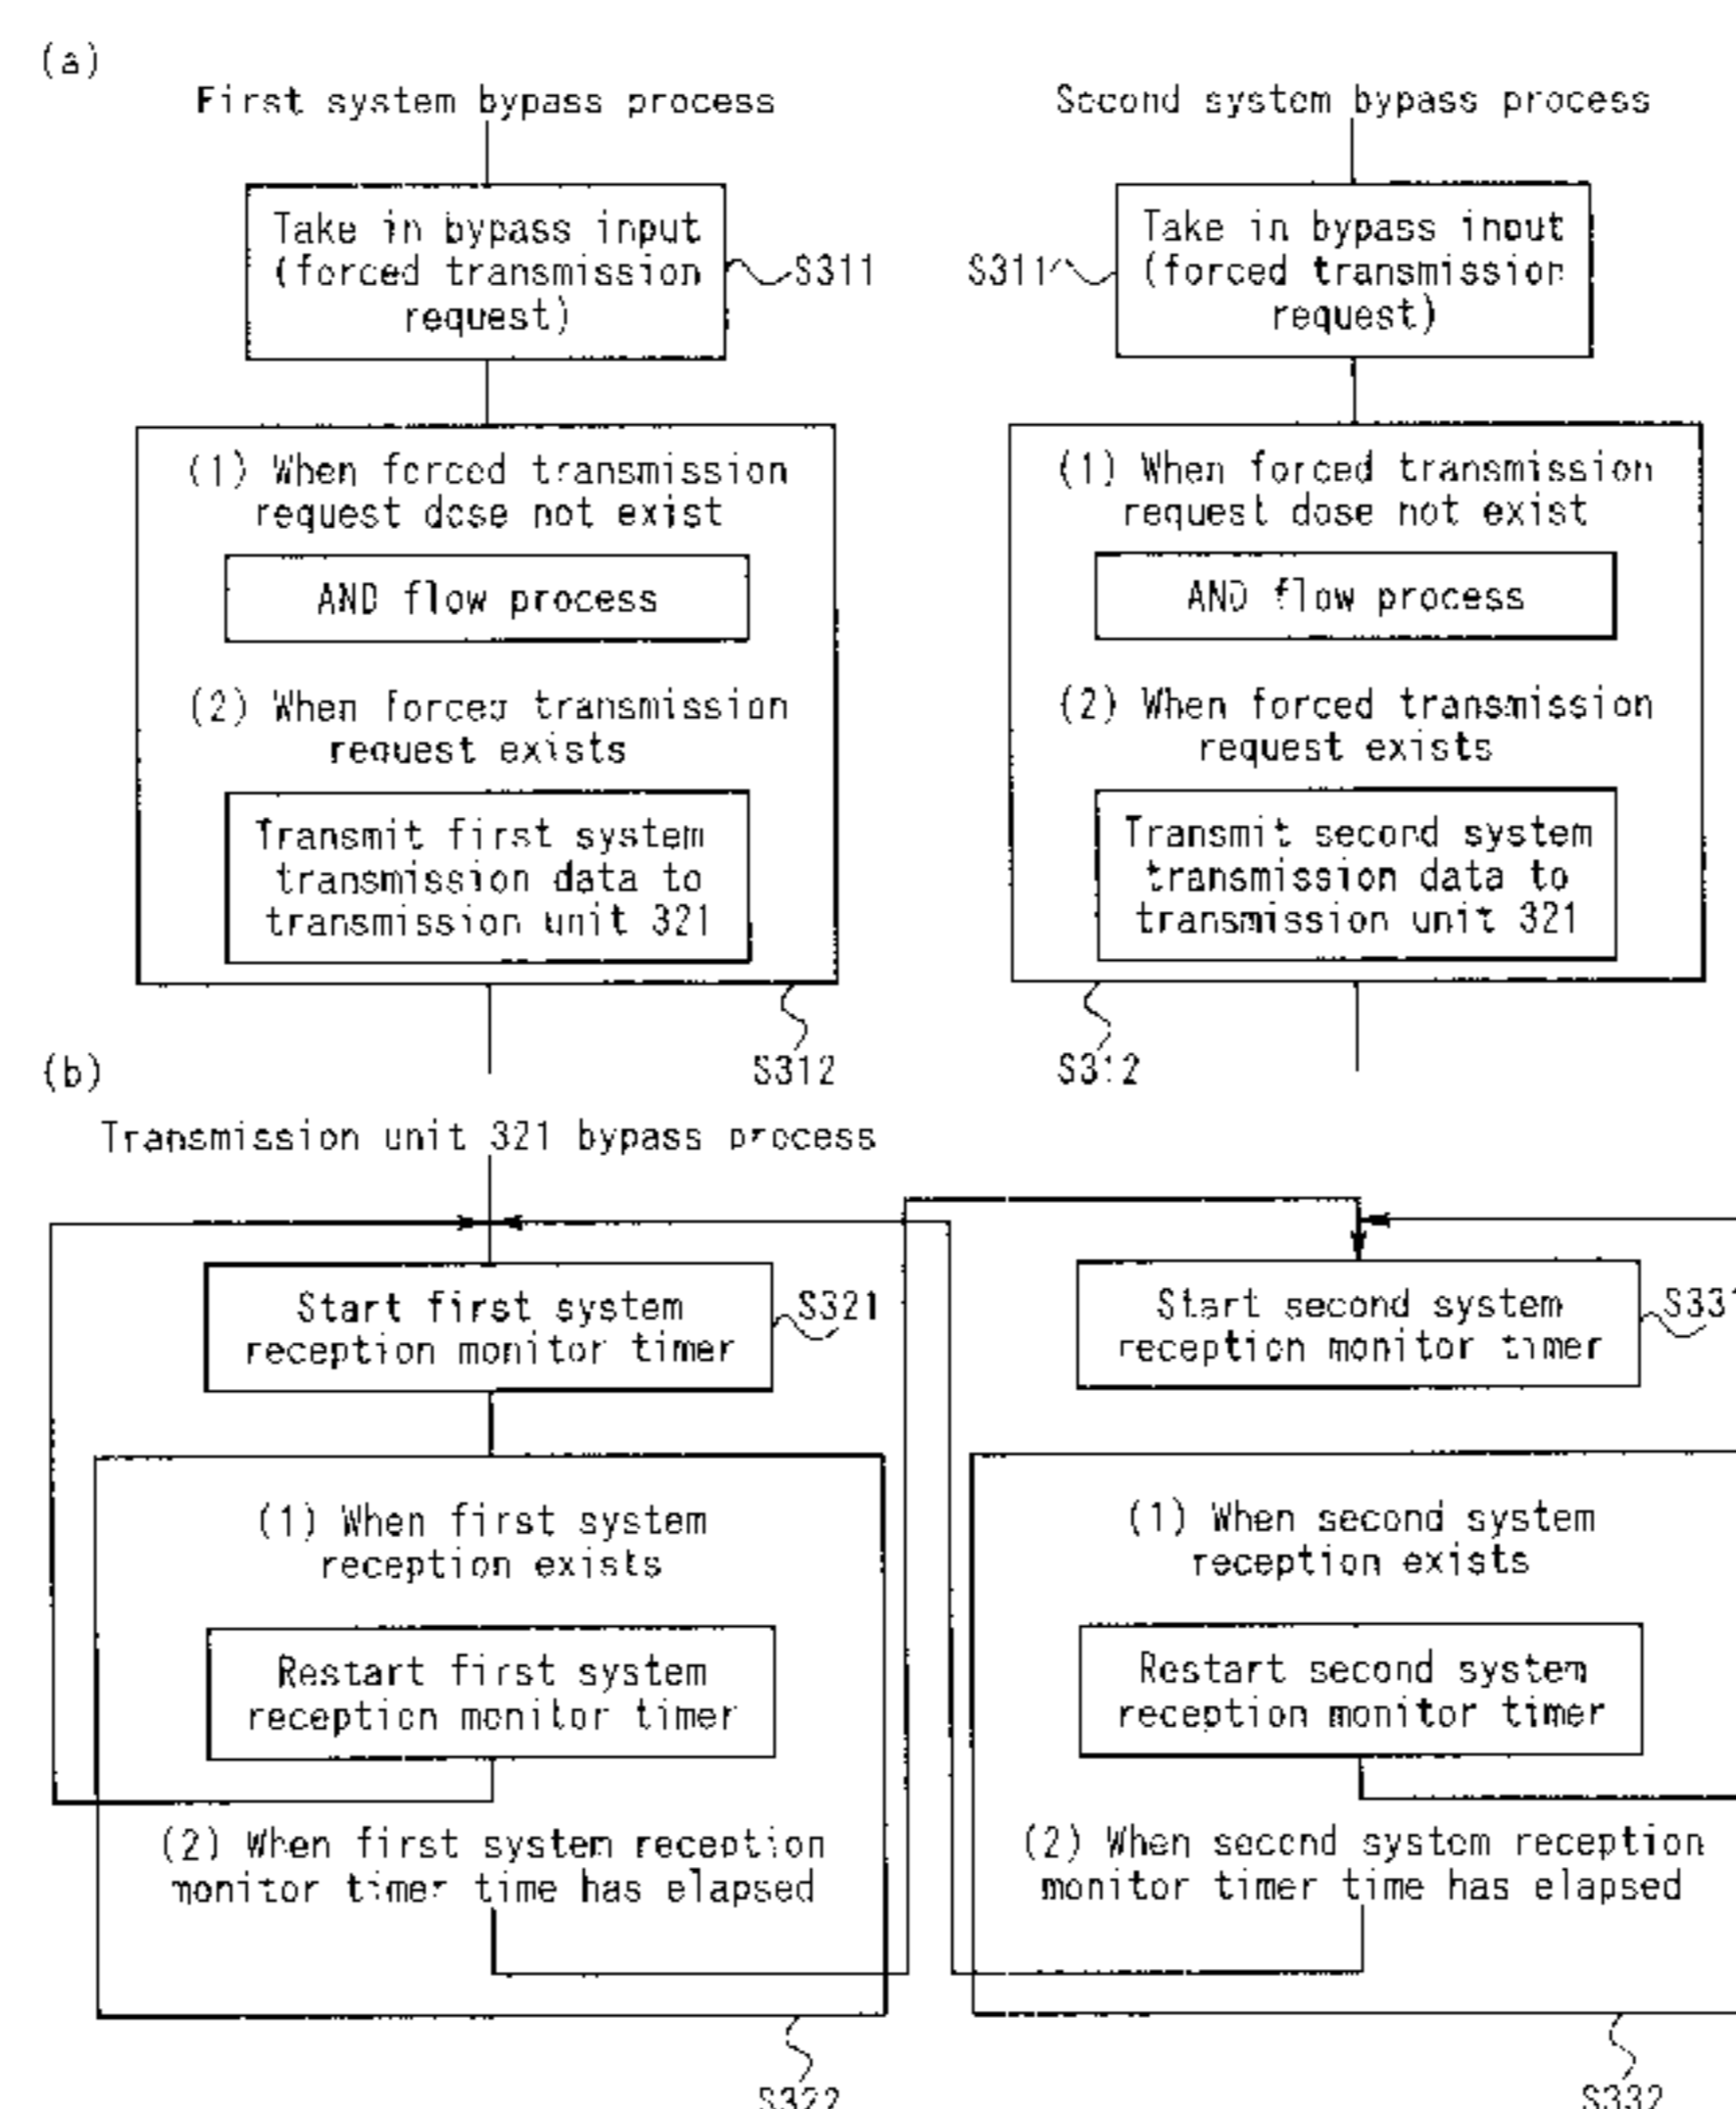 (a)
First system bypass process
Take in bypass input
(forced transmission
request)
S311
(1) When forced transmission
request dose not exist
AND flow process
(2) When forced transmission
request exists
Transmit first system
transmission data to
transmission unit 321
S312
Second system bypass process
Take in bypass input
(forced transmission
request)
S311
(1) When forced transmission
request dose not exist
AND flow process
(2) When forced transmission
request exists
Transmit second system
transmission data to
transmission unit 321
S312
(b)
Transmission unit 321 bypass process
Start first system
reception monitor timer
S321
(1) When first system
reception exists
Restart first system
reception monitor timer
(2) When first system reception
monitor timer time has elapsed
S322
Start second system
reception monitor timer
S331
(1) When second system
reception exists
Restart second system
reception monitor timer
(2) When second system reception
monitor timer time has elapsed
S332